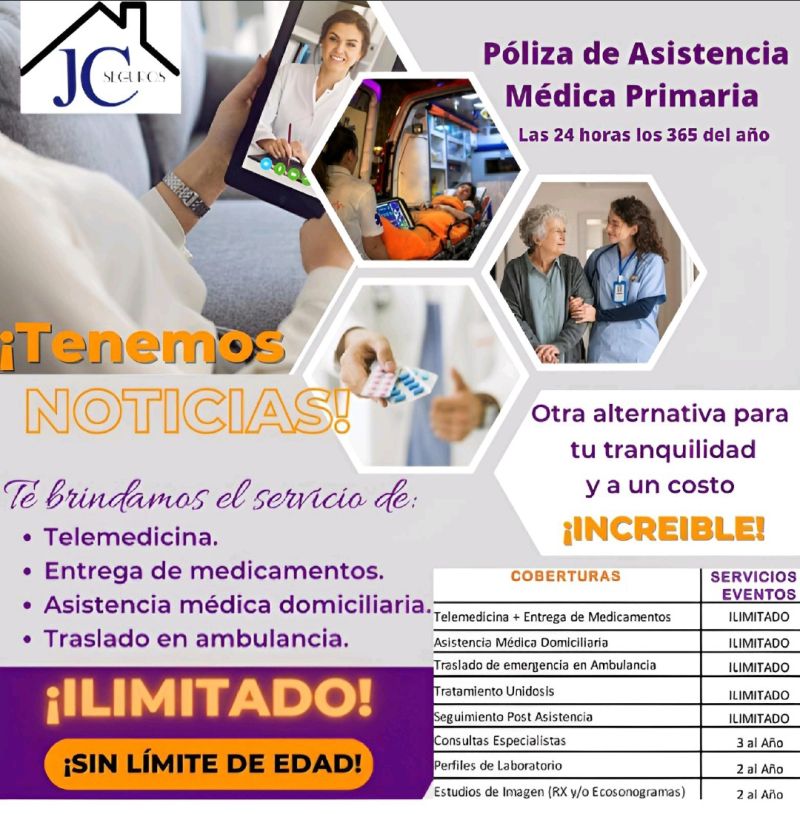 JC
SEGUROS
Póliza de Asistencia
Médica Primaria
Las 24 horas los 365 del año
¡Tenemos
NOTICIAS!
Otra alternativa para
tu tranquilidad
y a un costo
¡INCREIBLE!
Té brindamos el servicio de:
• Telemedicina.
• Entrega de medicamentos.
• Asistencia médica domiciliaria.
• Traslado en ambulancia.
¡ILIMITADO!
¡SIN LÍMITE DE EDAD!
COBERTURAS SERVICIOS
EVENTOS
Telemedicina + Entrega de Medicamentos ILIMITADO
Asistencia Médica Domiciliaria ILIMITADO
Traslado de emergencia en Ambulancia ILIMITADO
Tratamiento Unidosis ILIMITADO
Seguimiento Post Asistencia ILIMITADO
Consultas Especialistas 3 al Año
Perfiles de Laboratorio 2 al Año
Estudios de Imagen (RX y/o Ecosonogramas) 2 al Año